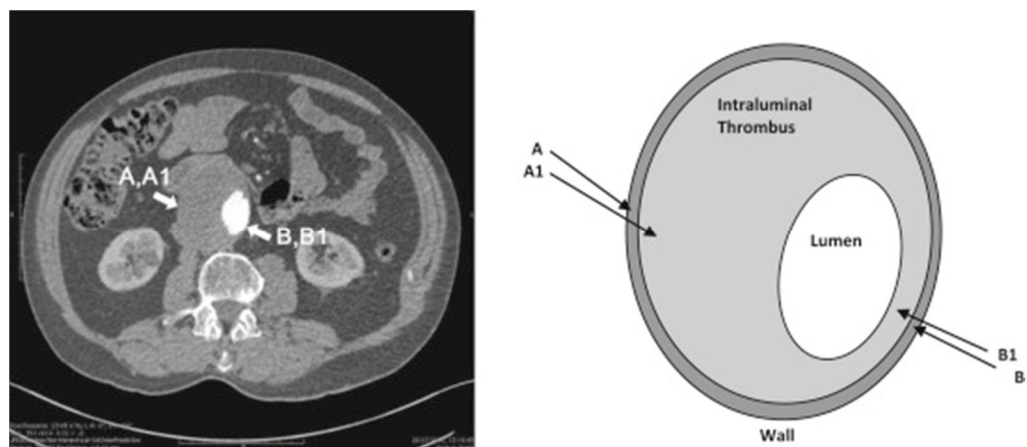 A,A1
B,B1
Intraluminal
Thrombus
A
A1
Lumen
B1
B
Wall